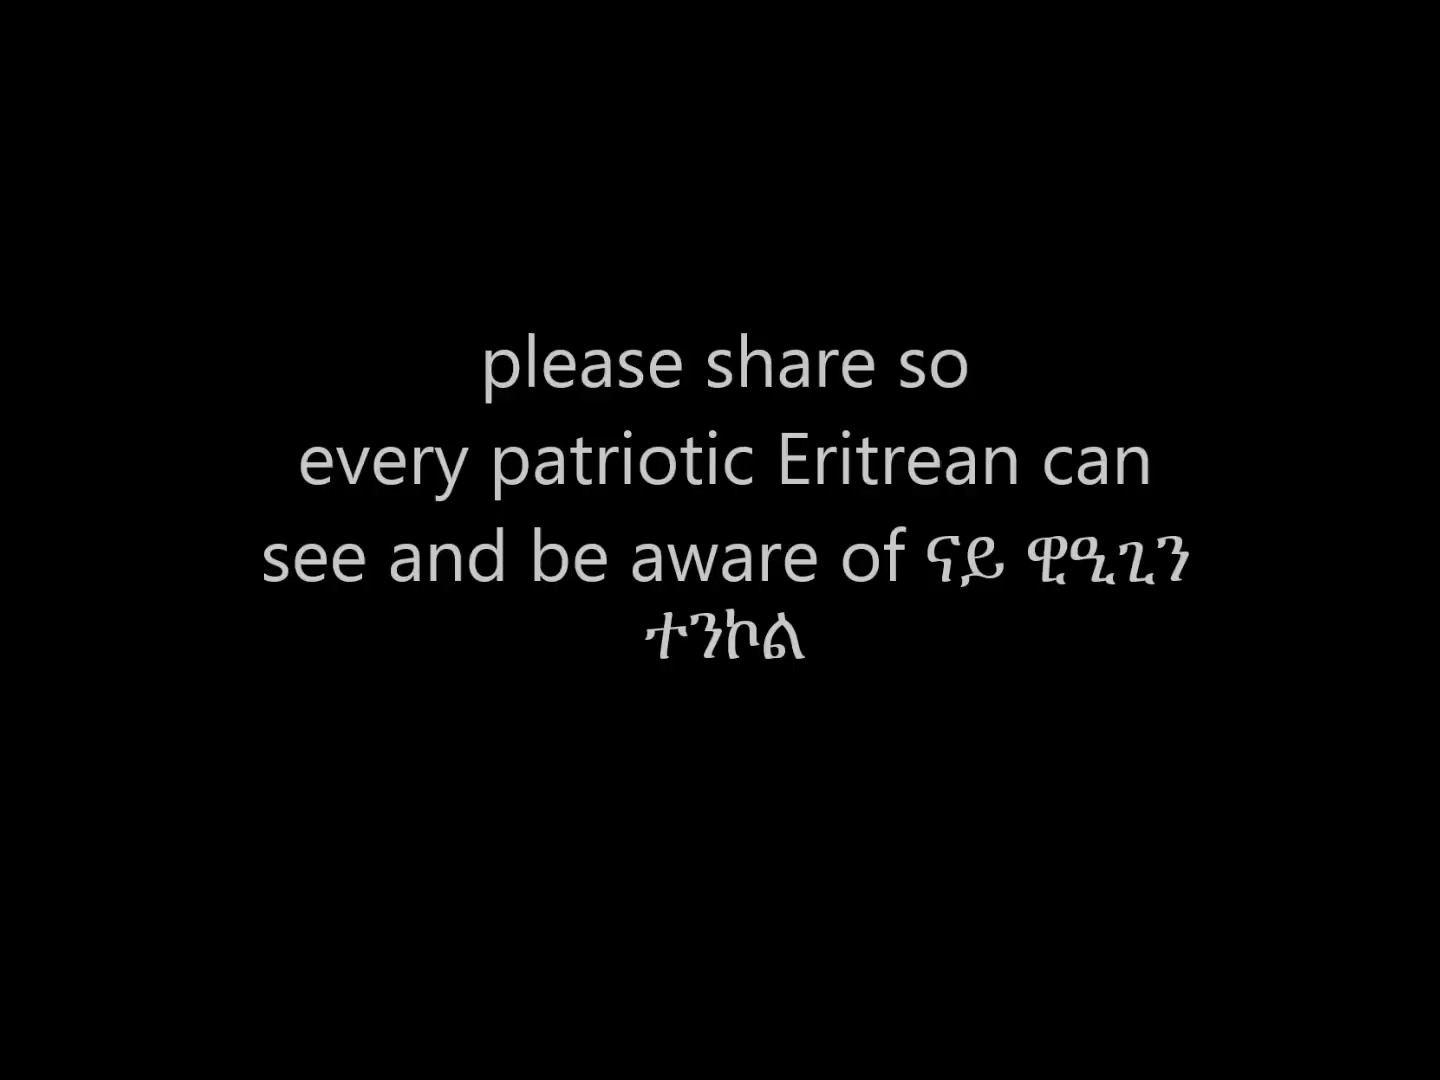 please share so
every patriotic Eritrean can
see and be aware of ናይ ዊዒጊን
ተንኮል